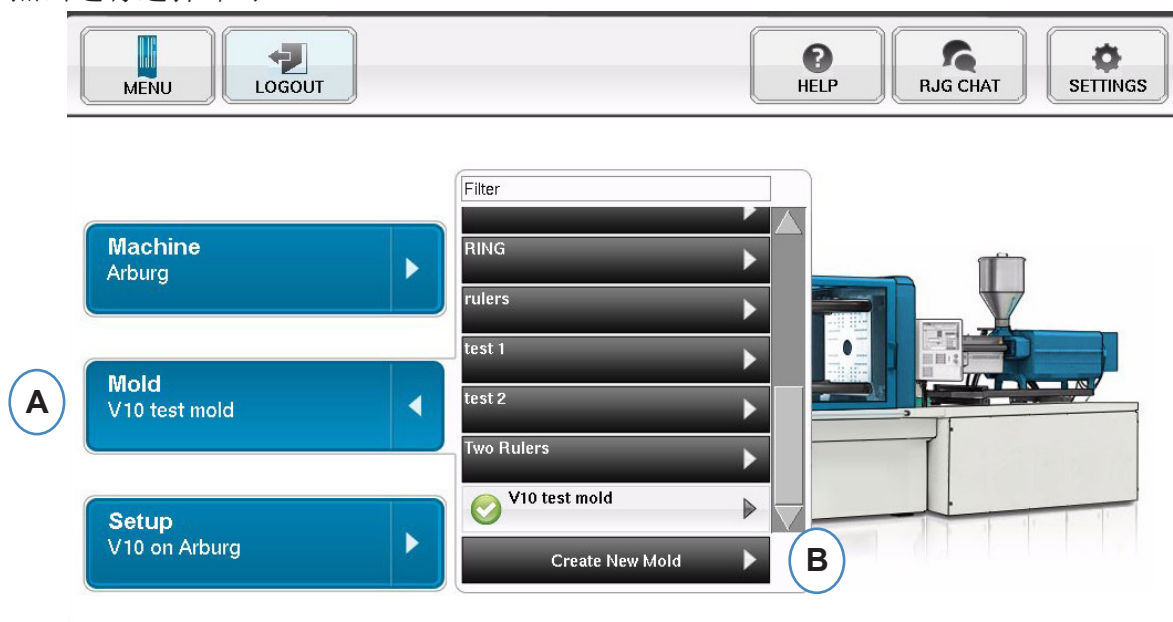 MENU
LOGOUT
HELP
RJG CHAT
SETTINGS
Filter
RING
rulers
test 1
test 2
Two Rulers
V10 test mold
Create New Mold
Machine
Arburg
A
Mold
V10 test mold
Setup
V10 on Arburg
B